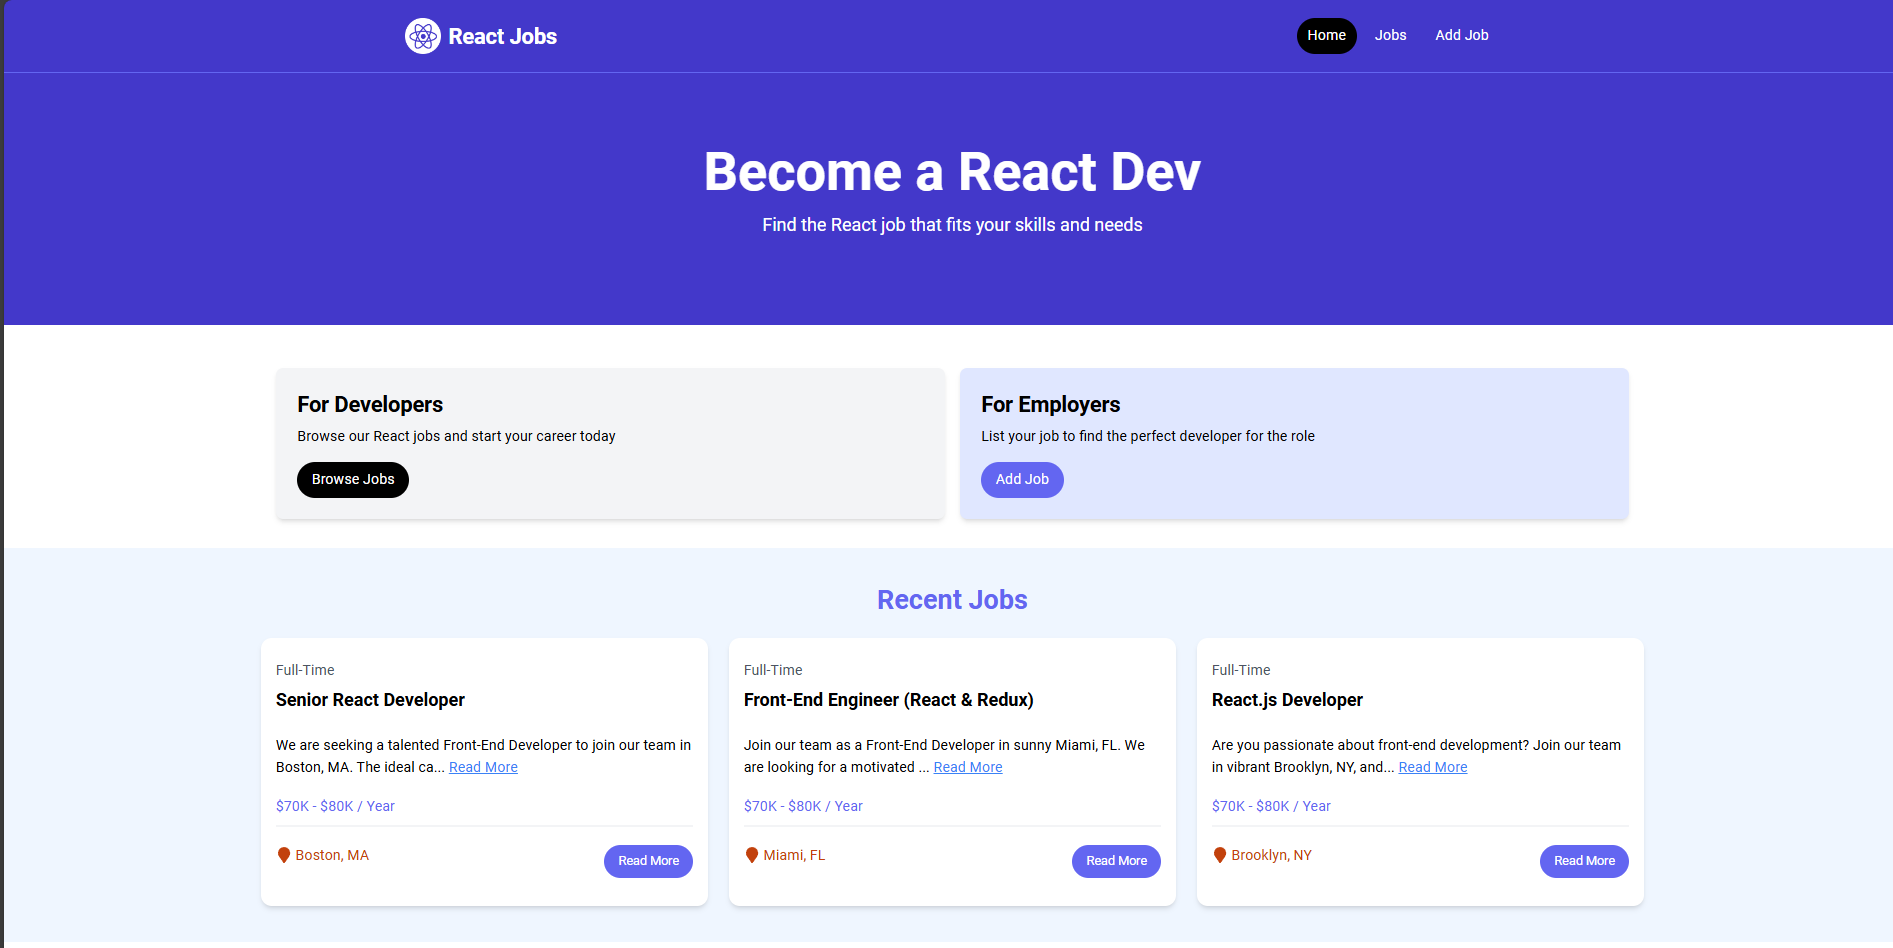 React Jobs
Home Jobs Add Job
Become a React Dev
Find the React job that fits your skills and needs
For Developers
Browse our React jobs and start your career today
Browse Jobs
For Employers
List your job to find the perfect developer for the role
Add Job
Recent Jobs
Full-Time
Senior React Developer
We are seeking a talented Front-End Developer to join our team in
Boston, MA. The ideal ca... Read More
$70K - $80K / Year
Boston, MA
Read More
Full-Time
Front-End Engineer (React & Redux)
Join our team as a Front-End Developer in sunny Miami, FL. We
are looking for a motivated ... Read More
$70K - $80K / Year
Miami, FL
Read More
Full-Time
React.js Developer
Are you passionate about front-end development? Join our team
in vibrant Brooklyn, NY, and... Read More
$70K - $80K / Year
Brooklyn, NY
Read More